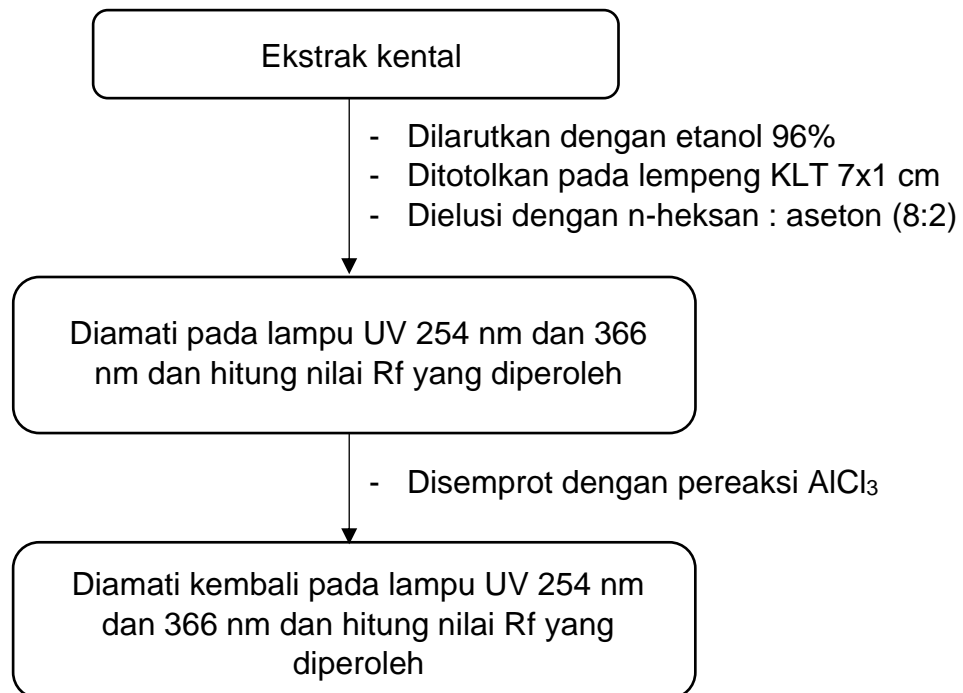 Ekstrak kental
- Dilarutkan dengan etanol 96%
- Ditotolkan pada lempeng KLT 7x1 cm
- Dielusi dengan n-heksan : aseton (8:2)
Diamati pada lampu UV 254 nm dan 366
nm dan hitung nilai Rf yang diperoleh
- Disemprot dengan pereaksi AlCl₃
Diamati kembali pada lampu UV 254 nm
dan 366 nm dan hitung nilai Rf yang
diperoleh